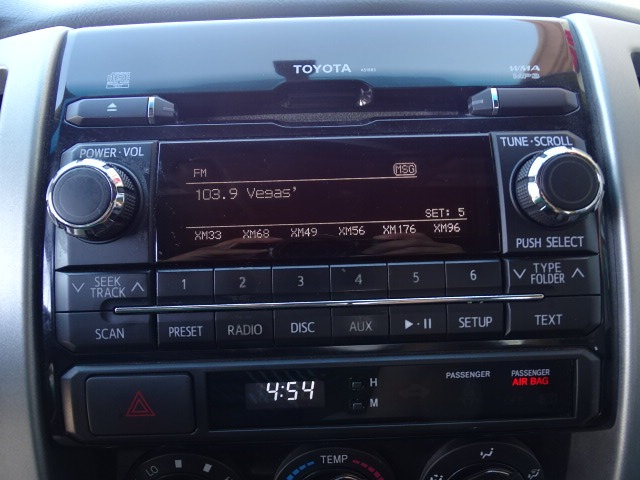 TOYOTA
WMA
MP3
POWER·VOL
TUNE·SCROLL
FM MSG
103.9 Vegas'
SET: 5
XM33 XM68 XM49 XM56 XM176 XM96
PUSH SELECT
SEEK
TRACK
1 2 3 4 5 6
TYPE
FOLDER
SCAN PRESET RADIO DISC AUX SETUP TEXT
4:54
H
M
PASSENGER
PASSENGER
AIR BAG
LO
TEMP